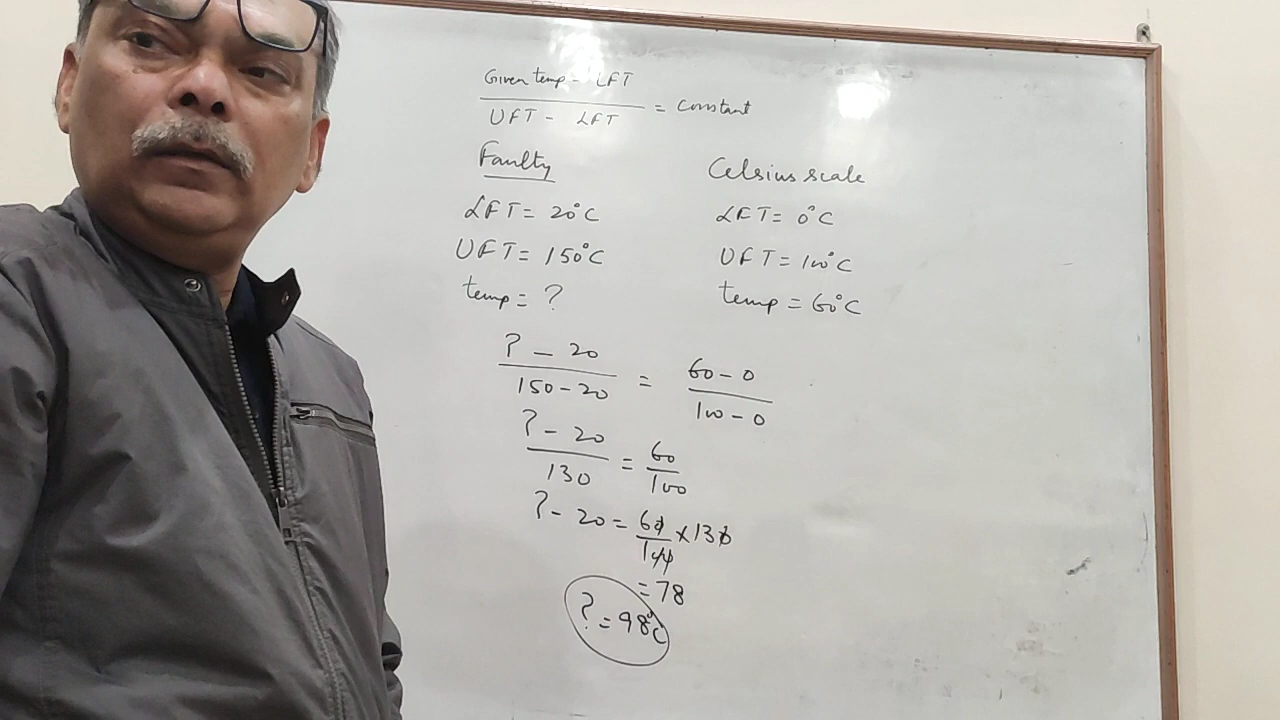 Given temp - LFT
UFT - LFT
= Constant
Faulty
Celsius scale
LFT = 20°C
LFT = 0°C
UFT = 150°C
UFT = 100°C
temp = ?
temp = 60°C
? - 20
150 - 20
=
60 - 0
100 - 0
? - 20
130
=
60
100
? - 20 = 60 × 130
100
= 78
? = 98°C